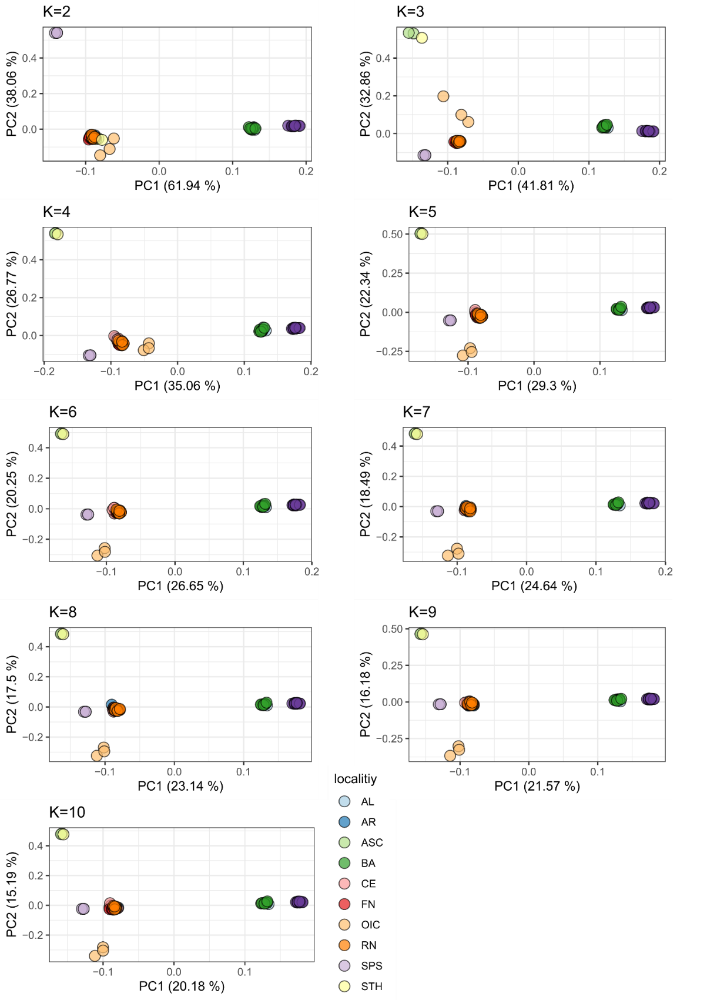 K=2
PC2 (38.06 %)
0.4
0.2
0.0
−0.1 0.0 0.1 0.2
PC1 (61.94 %)
K=3
PC2 (32.86 %)
0.4
0.2
0.0
−0.1 0.0 0.1 0.2
PC1 (41.81 %)
K=4
PC2 (26.77 %)
0.4
0.2
0.0
−0.2 −0.1 0.0 0.1 0.2
PC1 (35.06 %)
K=5
PC2 (22.34 %)
0.50
0.25
0.00
−0.25
−0.1 0.0 0.1
PC1 (29.3 %)
K=6
PC2 (20.25 %)
0.4
0.2
0.0
−0.2
−0.1 0.0 0.1 0.2
PC1 (26.65 %)
K=7
PC2 (18.49 %)
0.4
0.2
0.0
−0.2
−0.1 0.0 0.1 0.2
PC1 (24.64 %)
K=8
PC2 (17.5 %)
0.4
0.2
0.0
−0.2
−0.1 0.0 0.1
PC1 (23.14 %)
K=9
PC2 (16.18 %)
0.50
0.25
0.00
−0.25
−0.1 0.0 0.1
PC1 (21.57 %)
K=10
PC2 (15.19 %)
0.4
0.2
0.0
−0.2
−0.1 0.0 0.1
PC1 (20.18 %)
localitiy
AL
AR
ASC
BA
CE
FN
OIC
RN
SPS
STH